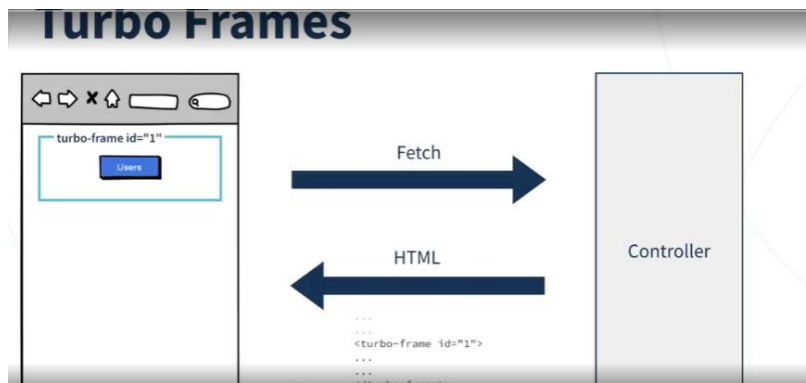 Turbo Frames
turbo-frame id="1"
Users
Fetch
HTML
Controller
...
...
<turbo-frame id="1">
...
...